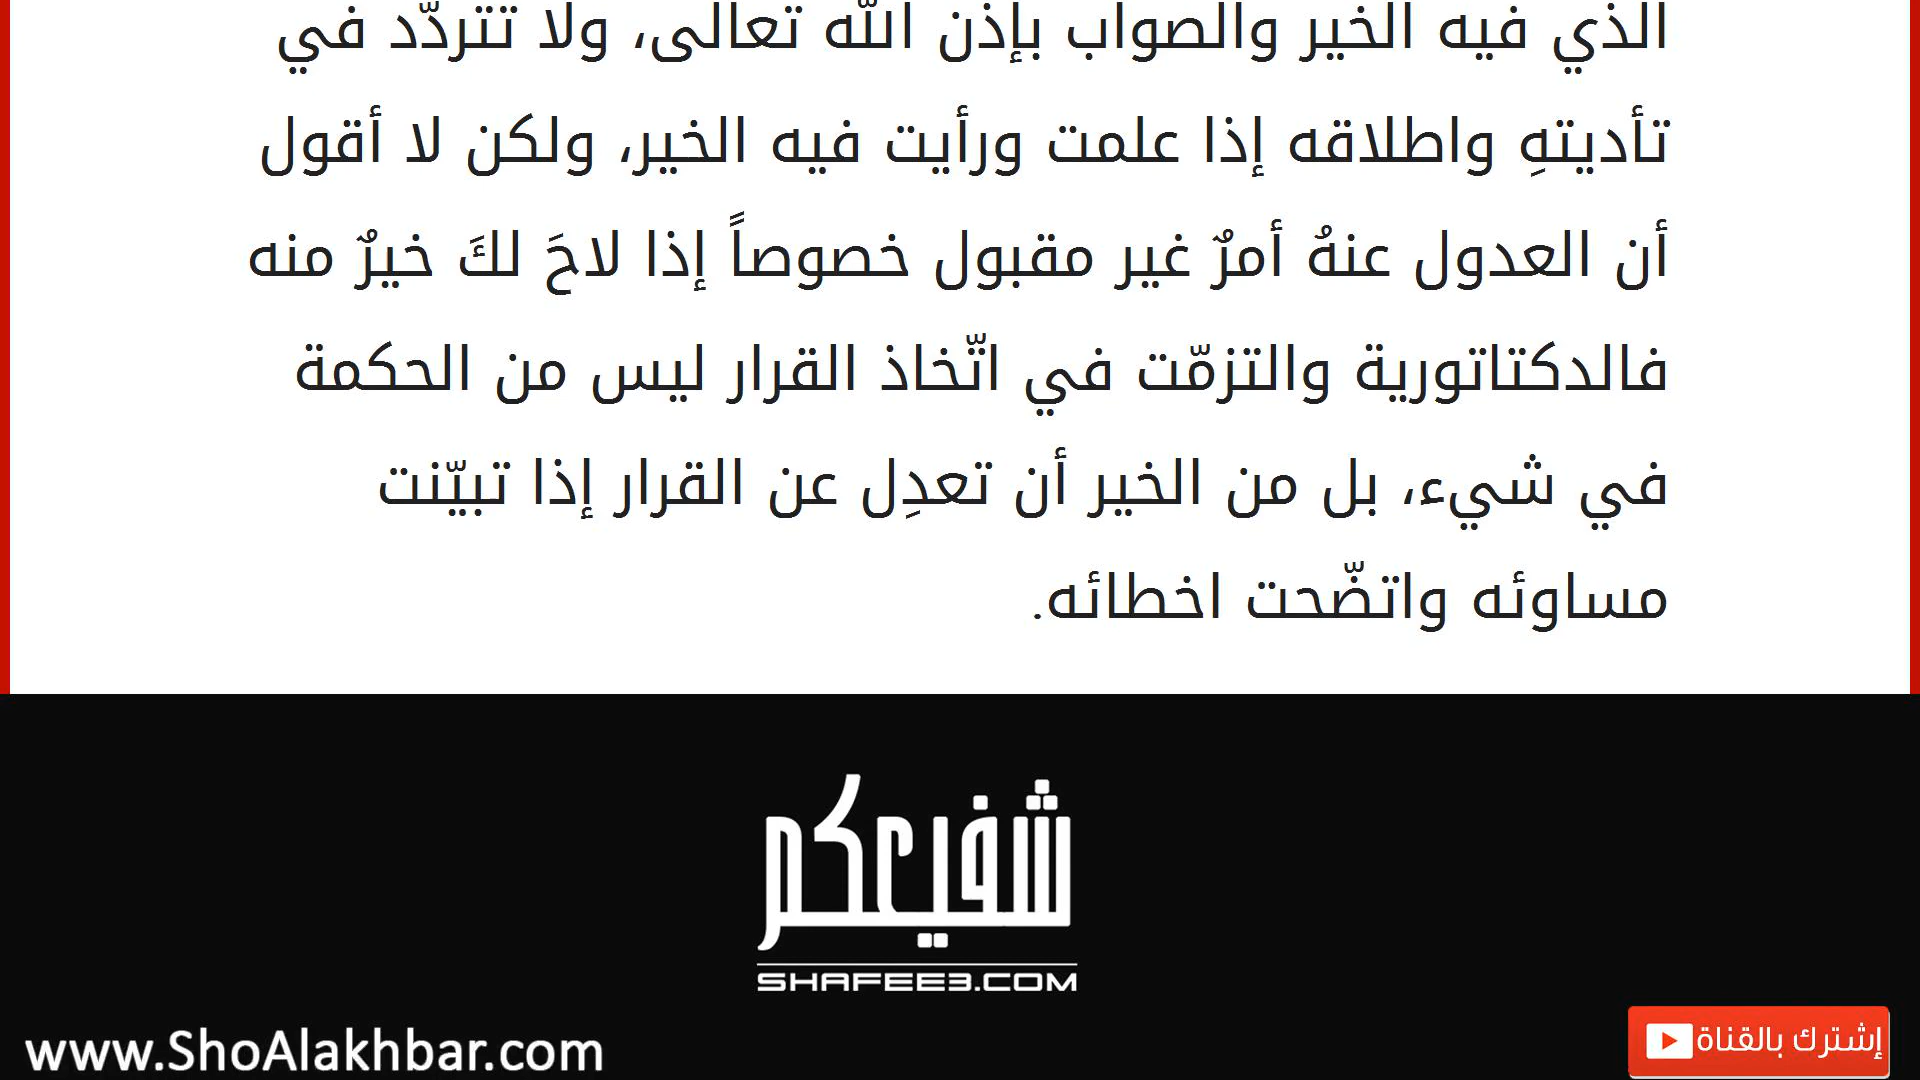 الذي فيه الخير والصواب بإذن الله تعالى، ولا تتردّد في
تأديتهِ واطلاقه إذا علمت ورأيت فيه الخير، ولكن لا أقول
أن العدول عنهُ أمرٌ غير مقبول خصوصاً إذا لاحَ لكَ خيرٌ منه
فالدكتاتورية والتزمّت في اتّخاذ القرار ليس من الحكمة
في شيء، بل من الخير أن تعدِل عن القرار إذا تبيّنت
مساوئه واتضّحت اخطائه.
شفيعكم
SHAFEE3.COM
www.ShoAlakhbar.com
إشترك بالقناة